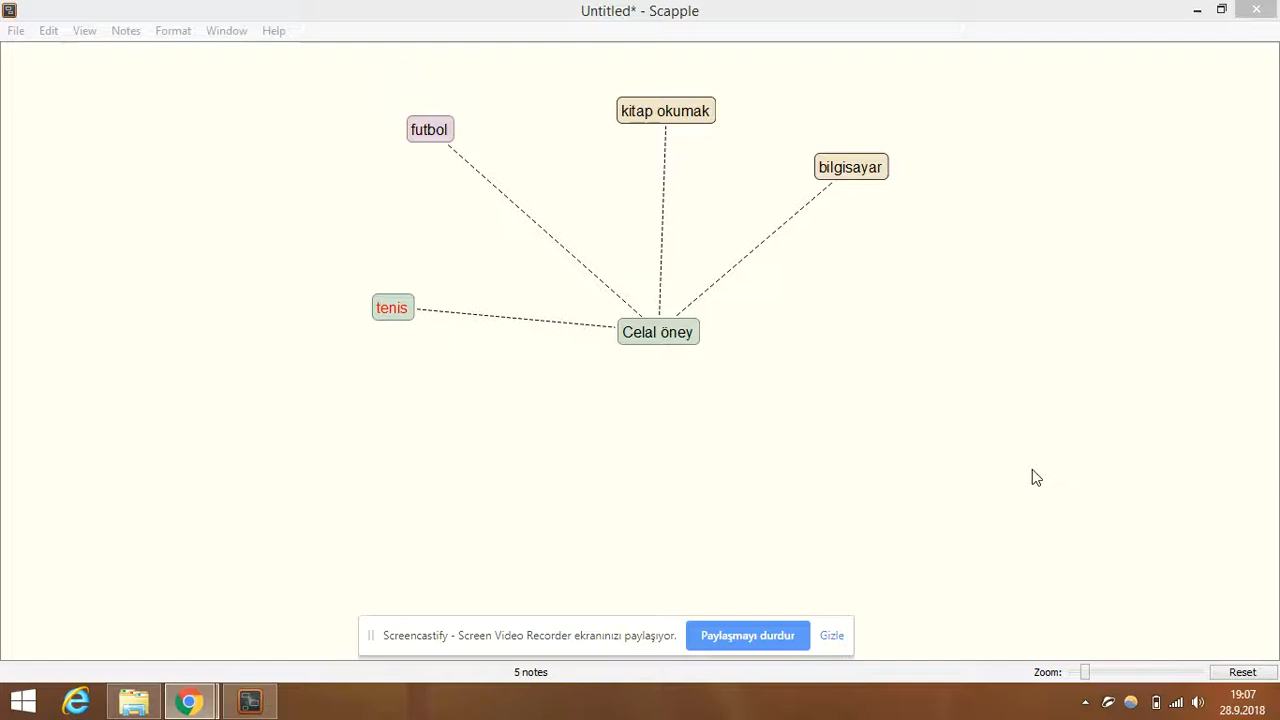 Untitled* - Scapple
File Edit View Notes Format Window Help
kitap okumak
futbol
bilgisayar
tenis
Celal öney
Screencastify - Screen Video Recorder ekranınızı paylaşıyor. Paylaşmayı durdur Gizle
5 notes
Zoom: Reset
19:07
28.9.2018